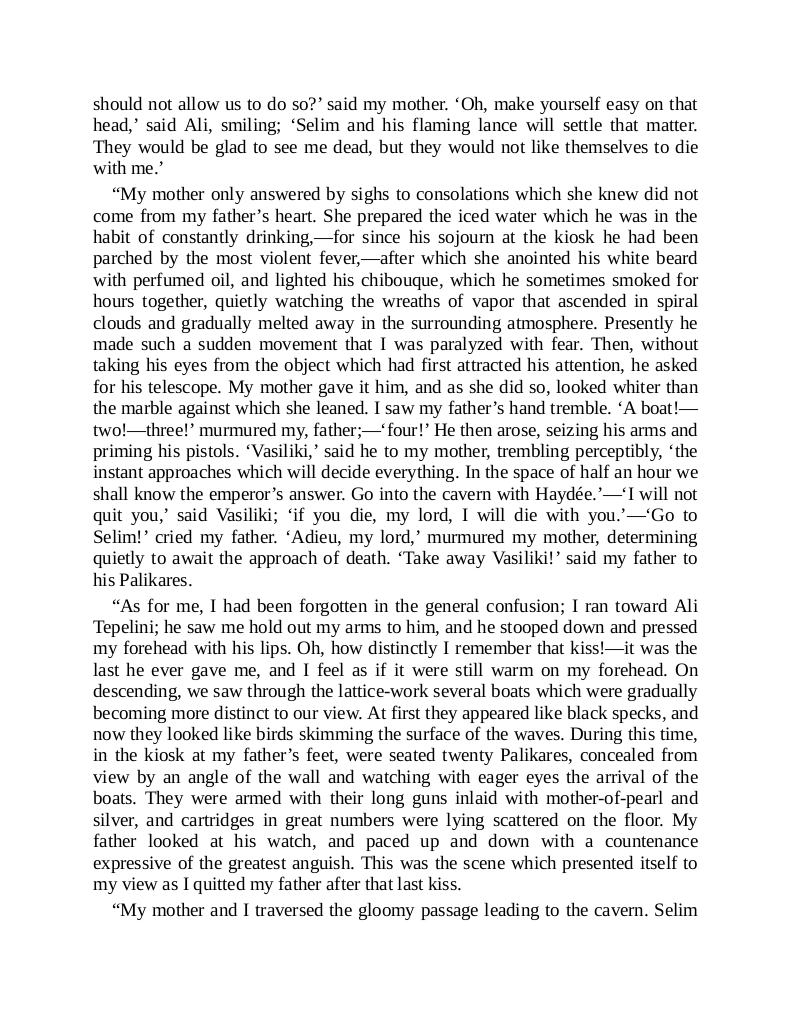 should not allow us to do so?’ said my mother. ‘Oh, make yourself easy on that
head,’ said Ali, smiling; ‘Selim and his flaming lance will settle that matter.
They would be glad to see me dead, but they would not like themselves to die
with me.’
“My mother only answered by sighs to consolations which she knew did not
come from my father’s heart. She prepared the iced water which he was in the
habit of constantly drinking,—for since his sojourn at the kiosk he had been
parched by the most violent fever,—after which she anointed his white beard
with perfumed oil, and lighted his chibouque, which he sometimes smoked for
hours together, quietly watching the wreaths of vapor that ascended in spiral
clouds and gradually melted away in the surrounding atmosphere. Presently he
made such a sudden movement that I was paralyzed with fear. Then, without
taking his eyes from the object which had first attracted his attention, he asked
for his telescope. My mother gave it him, and as she did so, looked whiter than
the marble against which she leaned. I saw my father’s hand tremble. ‘A boat!—
two!—three!’ murmured my, father;—‘four!’ He then arose, seizing his arms and
priming his pistols. ‘Vasiliki,’ said he to my mother, trembling perceptibly, ‘the
instant approaches which will decide everything. In the space of half an hour we
shall know the emperor’s answer. Go into the cavern with Haydée.’—‘I will not
quit you,’ said Vasiliki; ‘if you die, my lord, I will die with you.’—‘Go to
Selim!’ cried my father. ‘Adieu, my lord,’ murmured my mother, determining
quietly to await the approach of death. ‘Take away Vasiliki!’ said my father to
his Palikares.
“As for me, I had been forgotten in the general confusion; I ran toward Ali
Tepelini; he saw me hold out my arms to him, and he stooped down and pressed
my forehead with his lips. Oh, how distinctly I remember that kiss!—it was the
last he ever gave me, and I feel as if it were still warm on my forehead. On
descending, we saw through the lattice-work several boats which were gradually
becoming more distinct to our view. At first they appeared like black specks, and
now they looked like birds skimming the surface of the waves. During this time,
in the kiosk at my father’s feet, were seated twenty Palikares, concealed from
view by an angle of the wall and watching with eager eyes the arrival of the
boats. They were armed with their long guns inlaid with mother-of-pearl and
silver, and cartridges in great numbers were lying scattered on the floor. My
father looked at his watch, and paced up and down with a countenance
expressive of the greatest anguish. This was the scene which presented itself to
my view as I quitted my father after that last kiss.
“My mother and I traversed the gloomy passage leading to the cavern. Selim